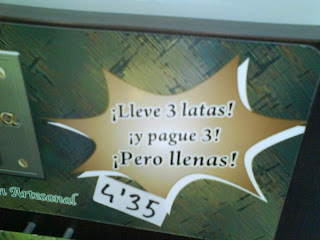 ¡Lleve 3 latas!
¡y pague 3!
¡Pero llenas!
4'35
Artesanal